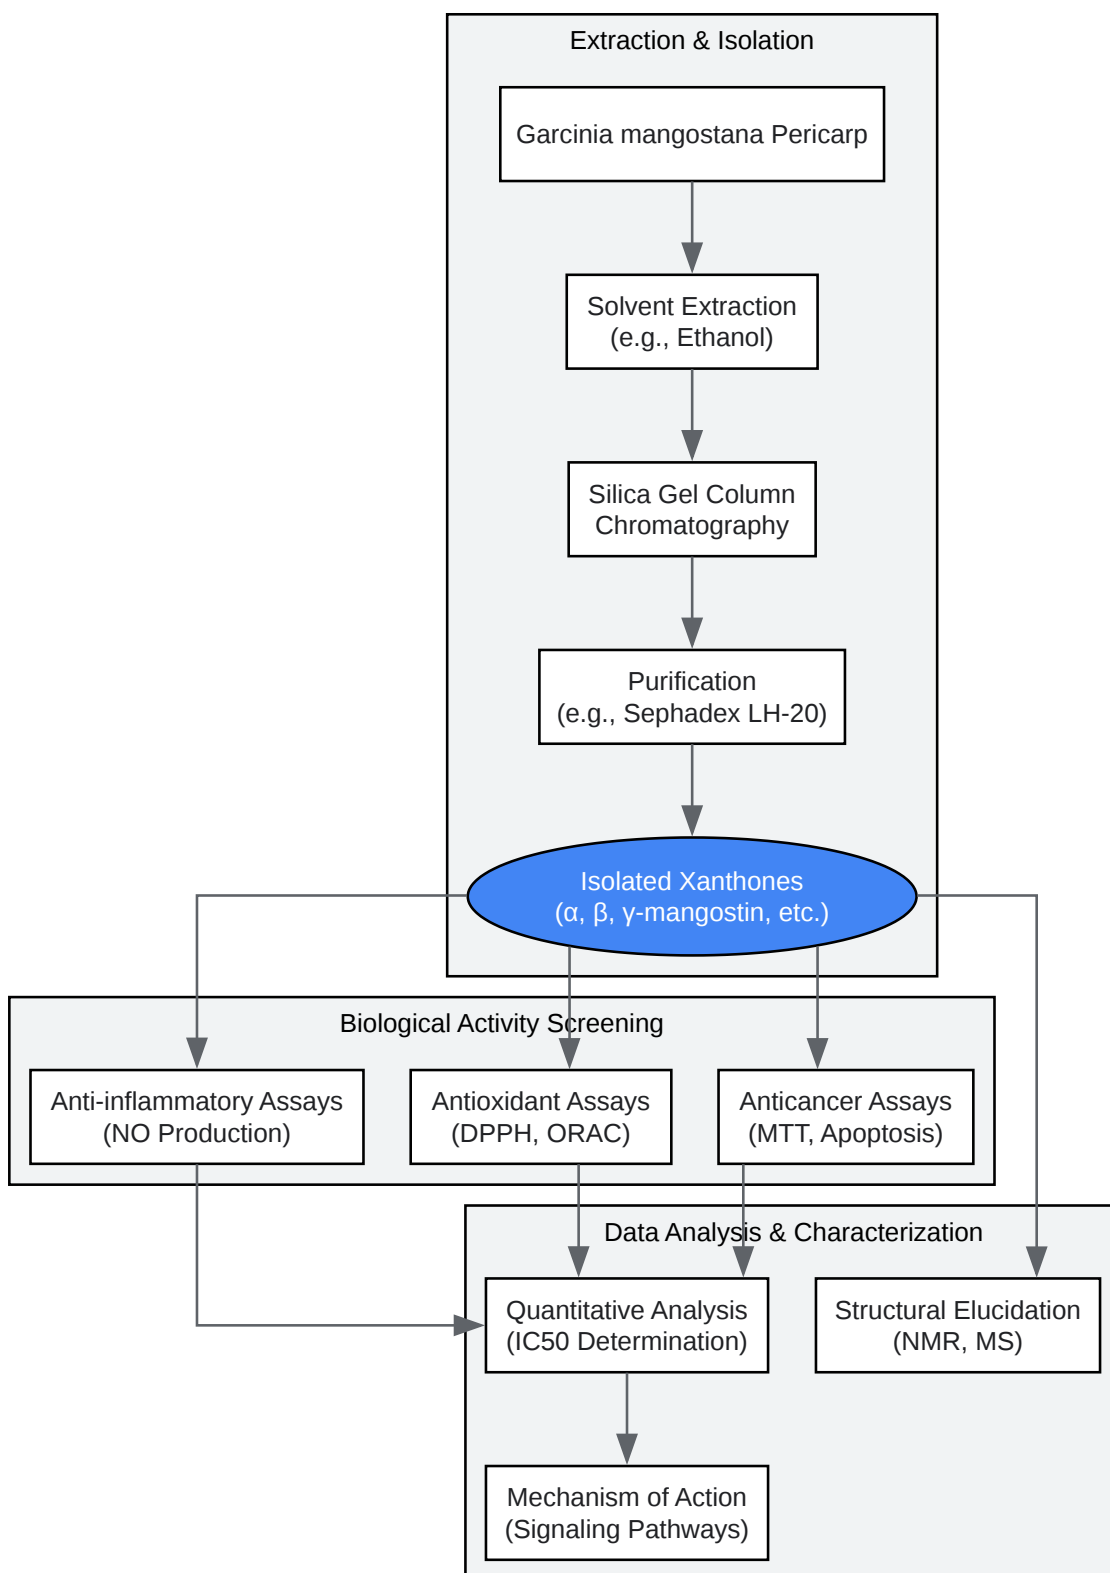 Extraction & Isolation
Garcinia mangostana Pericarp
Solvent Extraction
(e.g., Ethanol)
Silica Gel Column
Chromatography
Purification
(e.g., Sephadex LH-20)
Isolated Xanthones
(α, β, γ-mangostin, etc.)
Biological Activity Screening
Anti-inflammatory Assays
(NO Production)
Antioxidant Assays
(DPPH, ORAC)
Anticancer Assays
(MTT, Apoptosis)
Data Analysis & Characterization
Quantitative Analysis
(IC50 Determination)
Structural Elucidation
(NMR, MS)
Mechanism of Action
(Signaling Pathways)